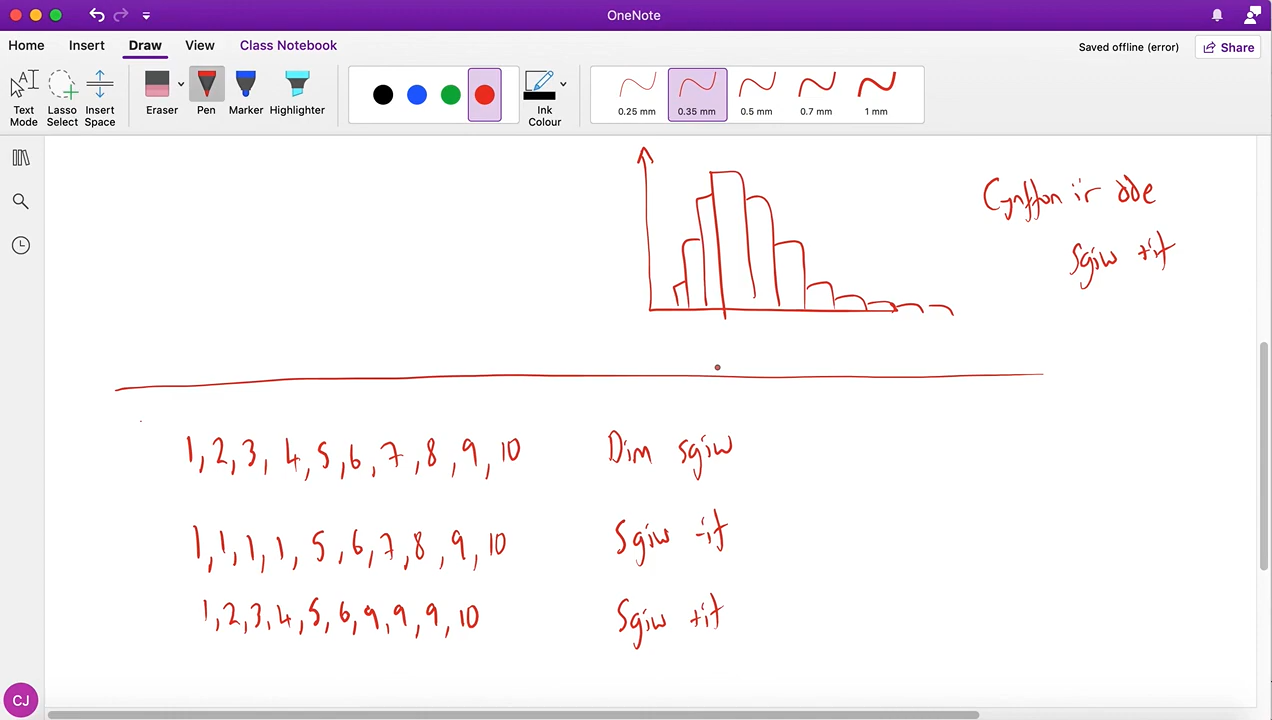 OneNote
Home Insert Draw View Class Notebook
Saved offline (error) Share
Text Mode
Lasso Select
Insert Space
Eraser
Pen
Marker
Highlighter
Ink Colour
0.25 mm 0.35 mm 0.5 mm 0.7 mm 1 mm
Cynffon i'r dde
Sgiw +if
1, 2, 3, 4, 5, 6, 7, 8, 9, 10 Dim sgiw
1, 1, 1, 1, 5, 6, 7, 8, 9, 10 Sgiw -if
1, 2, 3, 4, 5, 6, 9, 9, 9, 10 Sgiw +if
CJ